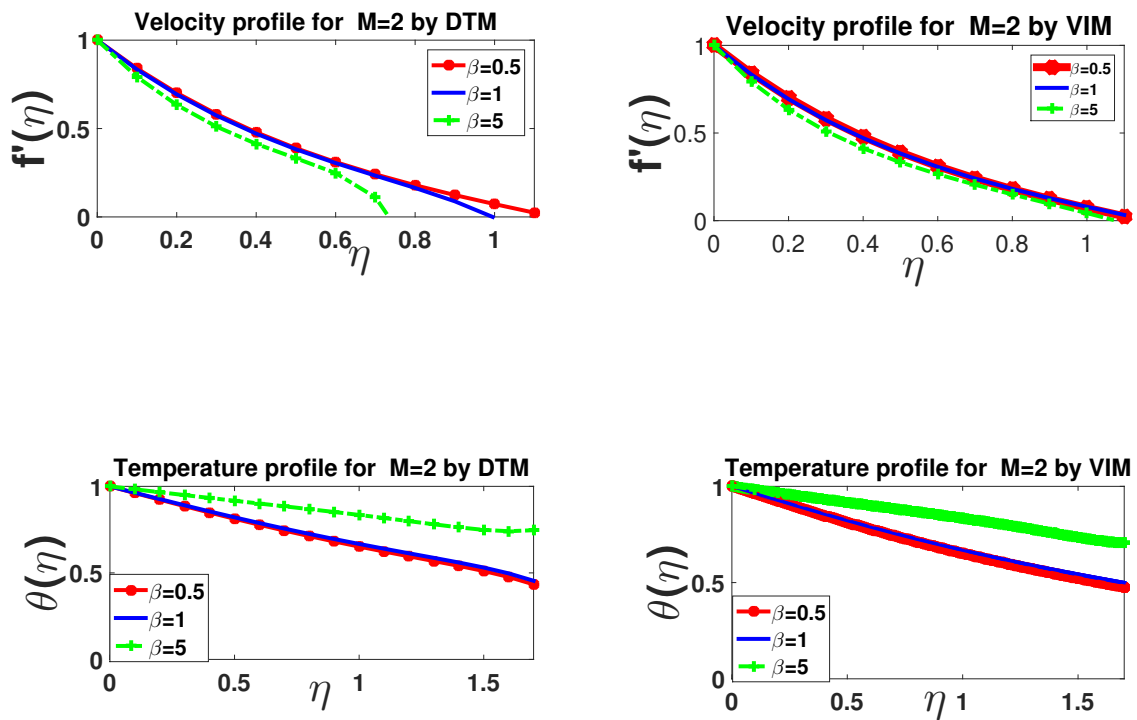 Velocity profile for M=2 by DTM
1
0.5
0
f'(η)
β=0.5
β=1
β=5
0 0.2 0.4 0.6 0.8 1
η
Velocity profile for M=2 by VIM
1
0.5
0
f'(η)
β=0.5
β=1
β=5
0 0.2 0.4 0.6 0.8 1
η
Temperature profile for M=2 by DTM
1
0.5
0
θ(η)
β=0.5
β=1
β=5
0 0.5 1 1.5
η
Temperature profile for M=2 by VIM
1
0.5
0
θ(η)
β=0.5
β=1
β=5
0 0.5 1 1.5
η